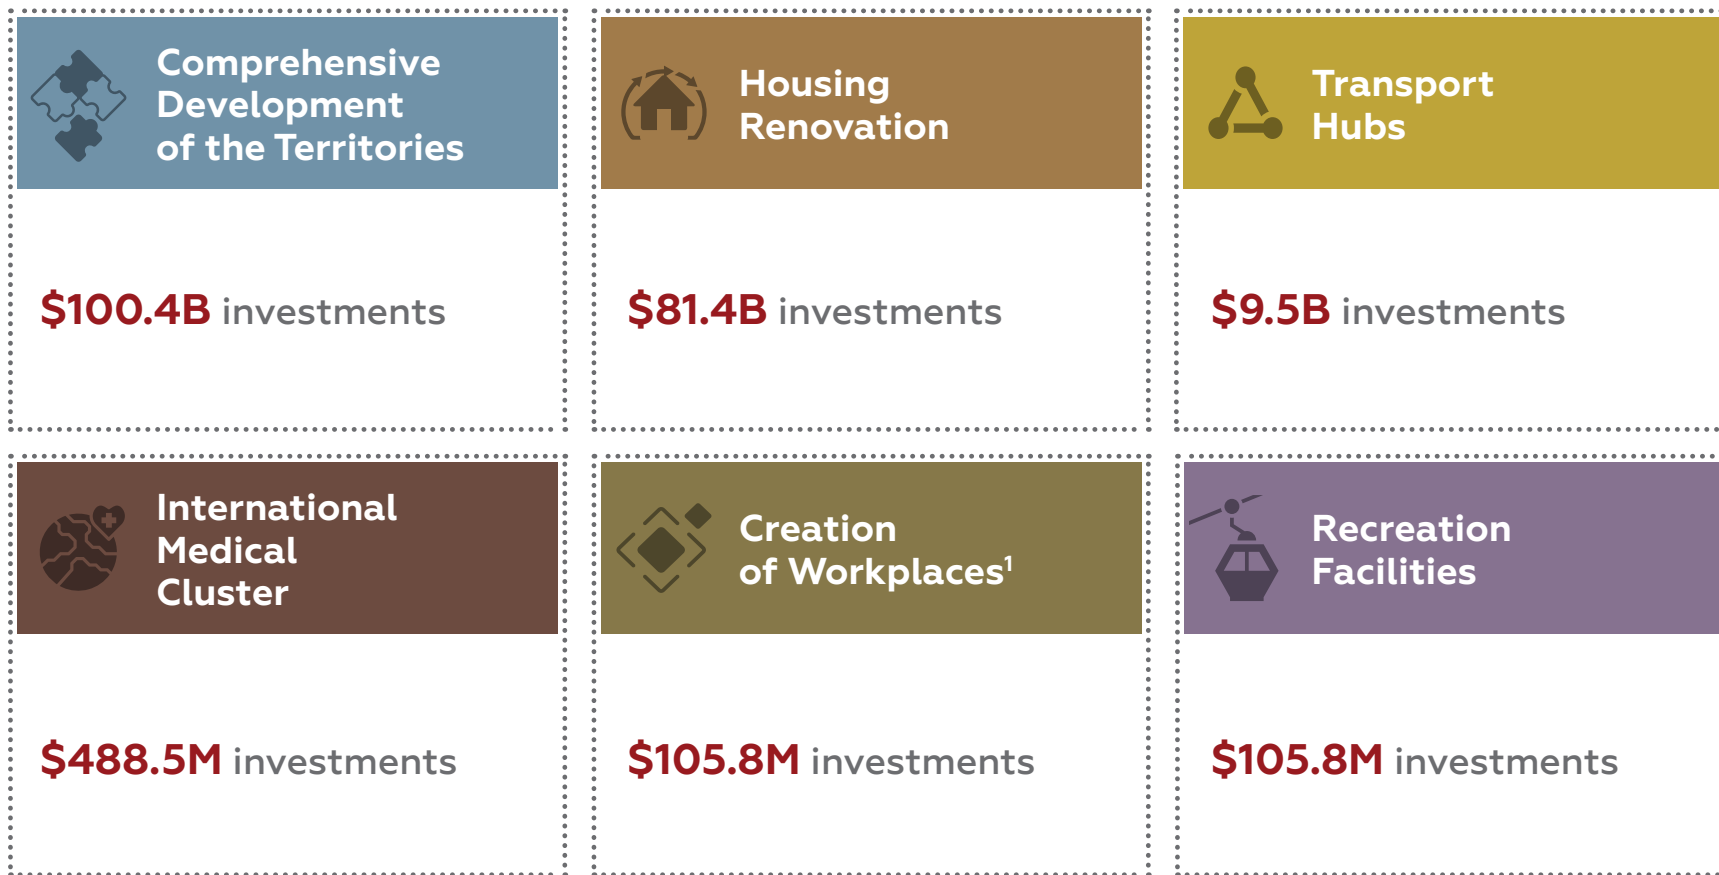 Comprehensive
Development
of the Territories
$100.4B investments
Housing
Renovation
$81.4B investments
Transport
Hubs
$9.5B investments
International
Medical
Cluster
$488.5M investments
Creation
of Workplaces¹
$105.8M investments
Recreation
Facilities
$105.8M investments